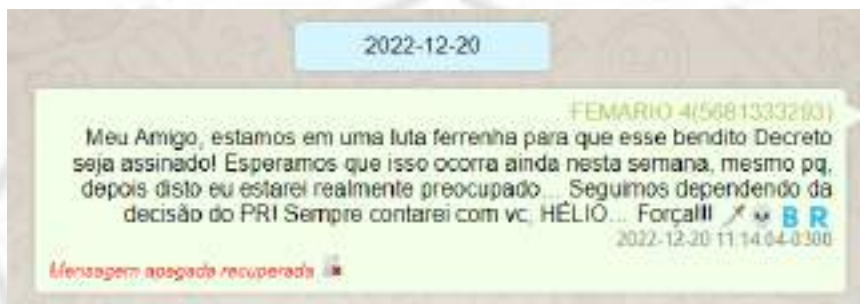 2022-12-20
FEMARIO 4(5681333293)
Meu Amigo, estamos em uma luta ferrenha para que esse bendito Decreto
seja assinado! Esperamos que isso ocorra ainda nesta semana, mesmo pq,
depois disto eu estarei realmente preocupado... Seguimos dependendo da
decisão do PR! Sempre contarei com vc, HÉLIO... Força!!! 🗡️💀 B R
2022-12-20 11:14:04-0300
Mensagem apagada recuperada